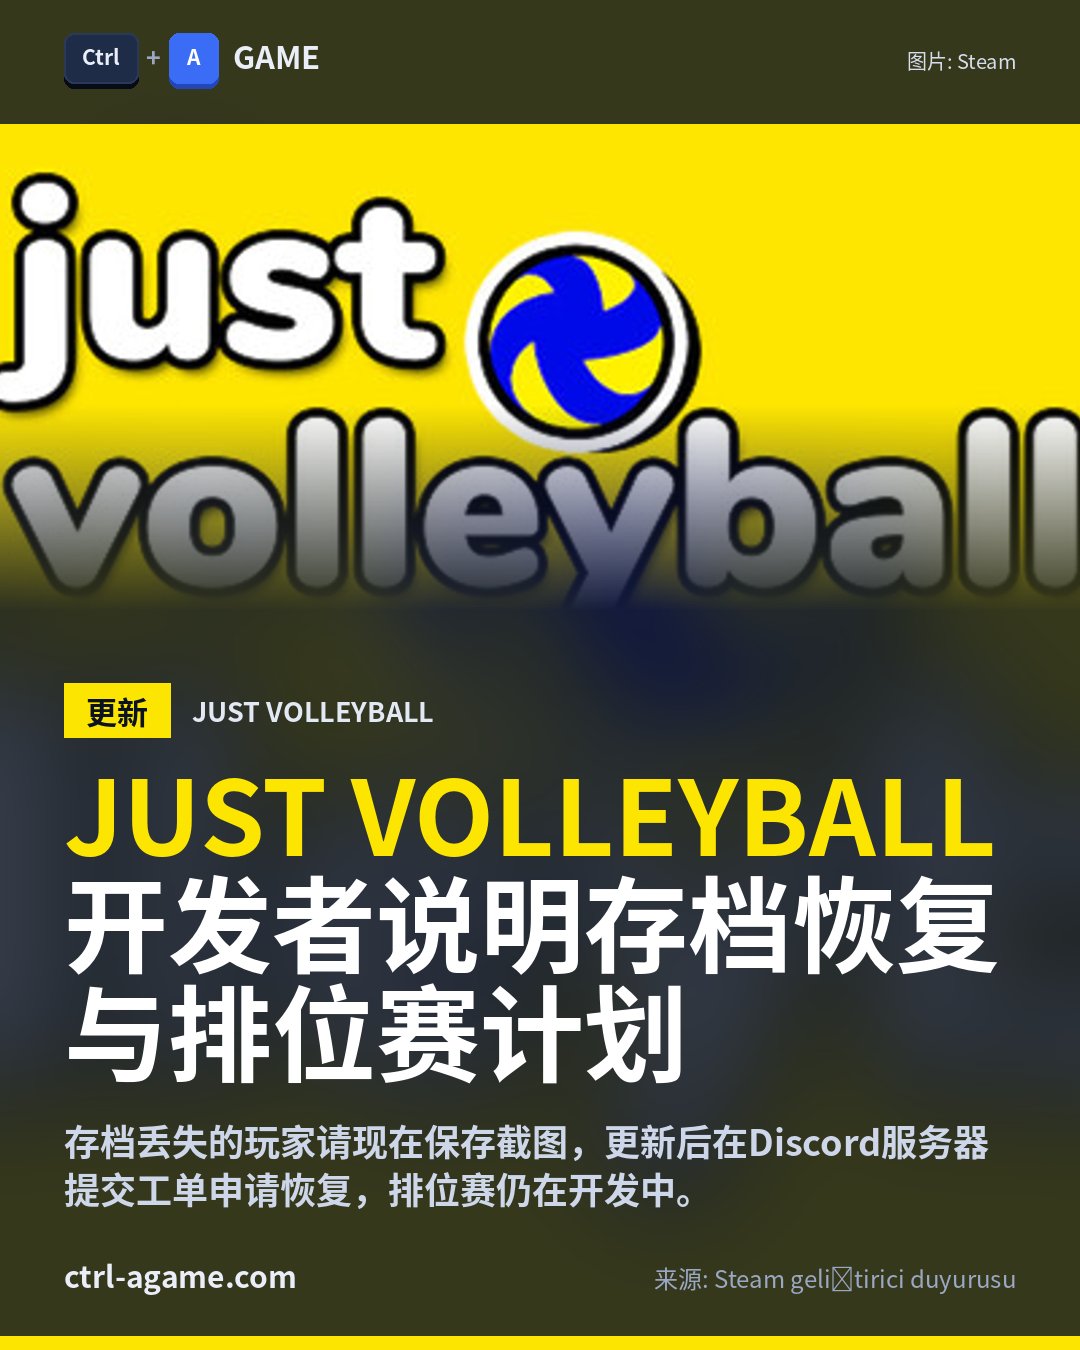 Ctrl + A GAME
图片: Steam
just
volleyball
更新 JUST VOLLEYBALL
JUST VOLLEYBALL
开发者说明存档恢复
与排位赛计划
存档丢失的玩家请现在保存截图，更新后在Discord服务器
提交工单申请恢复，排位赛仍在开发中。
ctrl-agame.com
来源: Steam geli☒tirici duyurusu